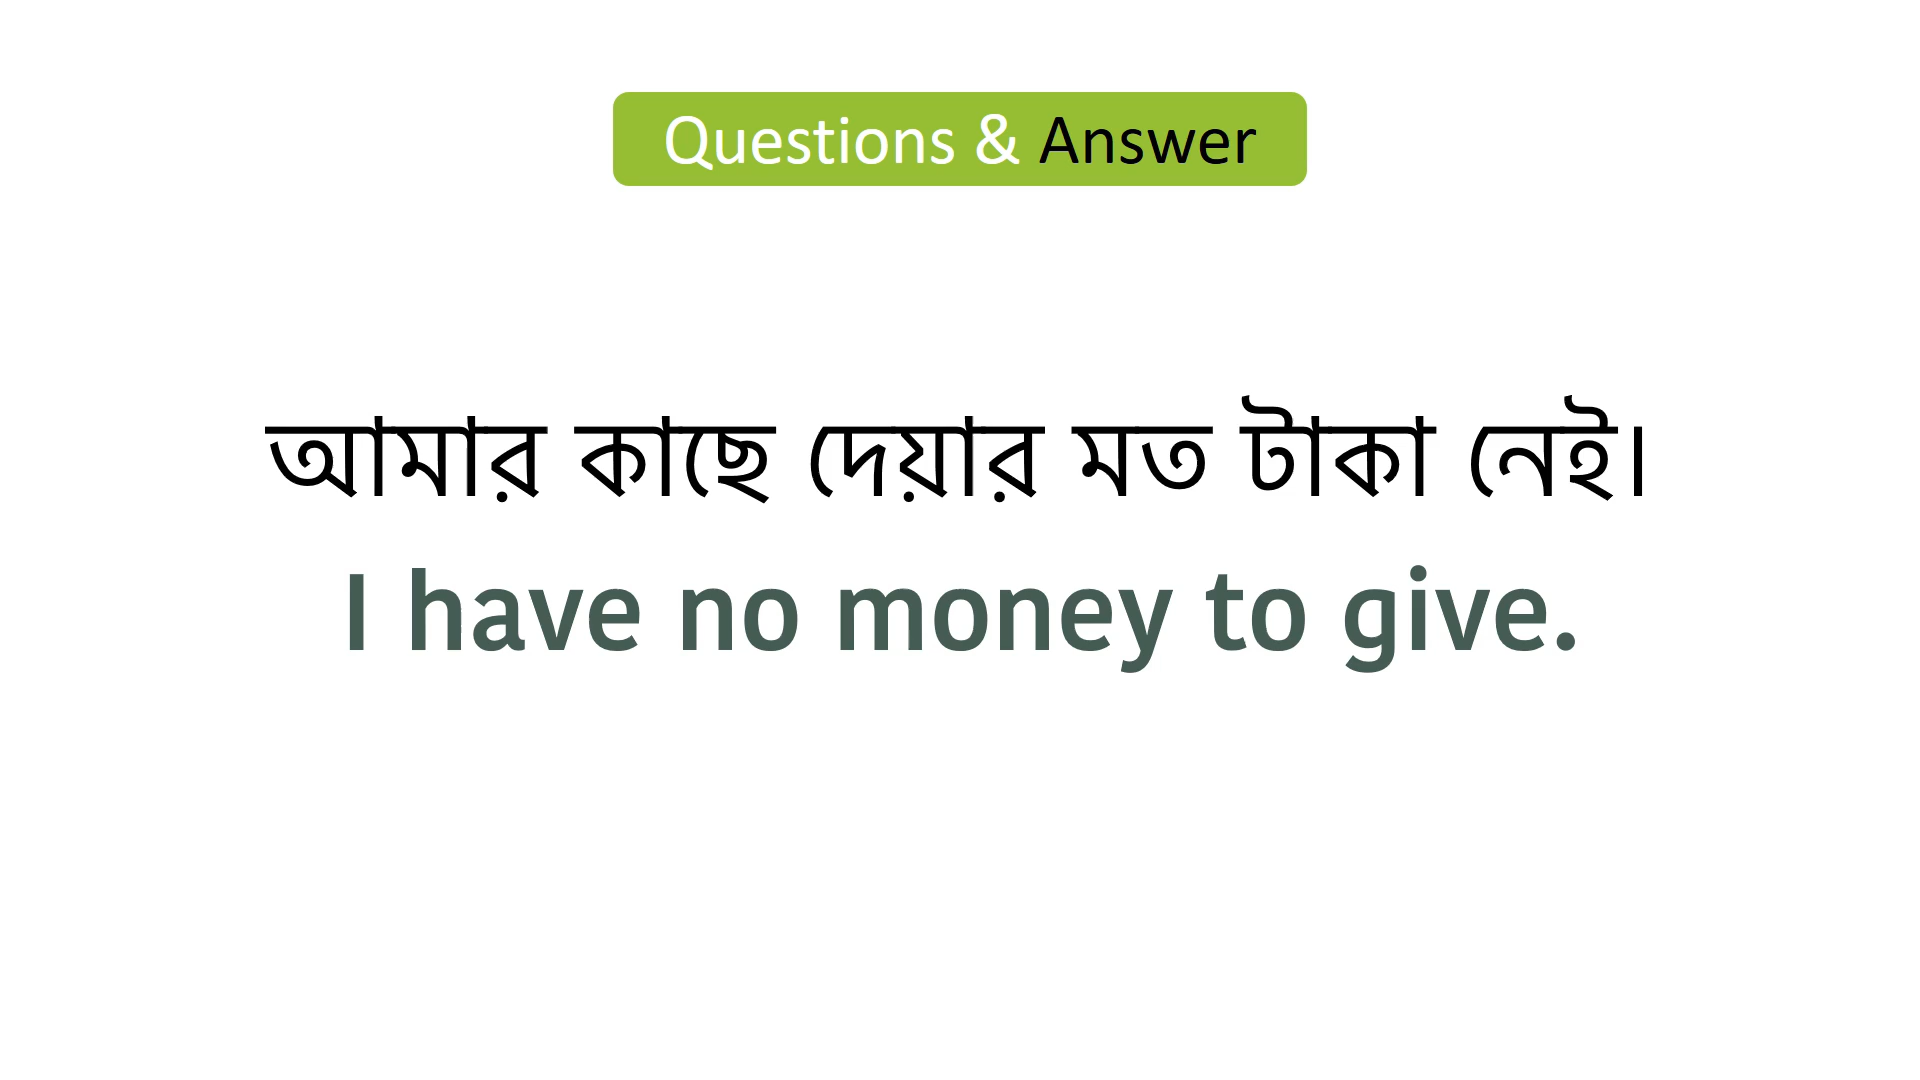 Questions & Answer
আমার কাছে দেয়ার মত টাকা নেই।
I have no money to give.